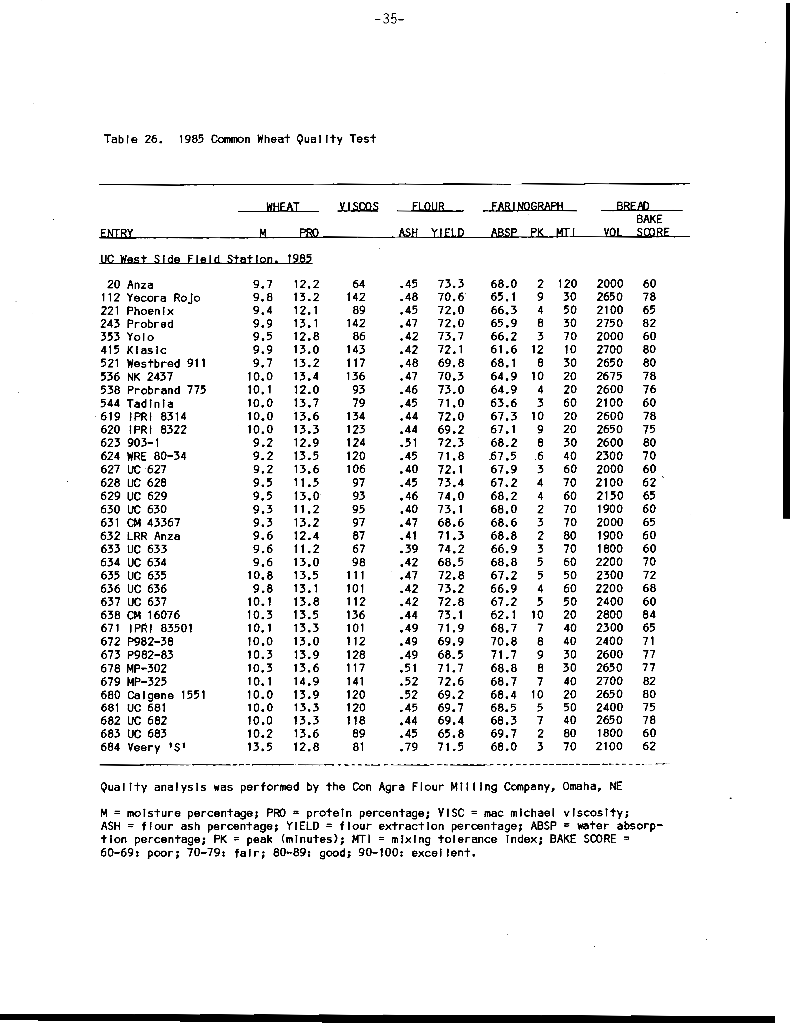 -35-
Table 26. 1985 Common Wheat Quality Test
WHEAT VISCOS FLOUR FARINOGRAPH BREAD
BAKE
ENTRY M PRO ASH YIELD ABSP PK MTI VOL SCORE
UC West Side Field Station, 1985
20 Anza 9.7 12.2 64 .45 73.3 68.0 2 120 2000 60
112 Yecora Rojo 9.8 13.2 142 .48 70.6 65.1 9 30 2650 78
221 Phoenix 9.4 12.1 89 .45 72.0 66.3 4 50 2100 65
243 Probred 9.9 13.1 142 .47 72.0 65.9 8 30 2750 82
353 Yolo 9.5 12.8 86 .42 73.7 66.2 3 70 2000 60
415 Klasic 9.9 13.0 143 .42 72.1 61.6 12 10 2700 80
521 Westbred 911 9.7 13.2 117 .48 69.8 68.1 8 30 2650 80
536 NK 2437 10.0 13.4 136 .47 70.3 64.9 10 20 2675 78
538 Probrand 775 10.1 12.0 93 .46 73.0 64.9 4 20 2600 76
544 Tadinia 10.0 13.7 79 .45 71.0 63.6 3 60 2100 60
619 IPRI 8314 10.0 13.6 134 .44 72.0 67.3 10 20 2600 78
620 IPRI 8322 10.0 13.3 123 .44 69.2 67.1 9 20 2650 75
623 903-1 9.2 12.9 124 .51 72.3 68.2 8 30 2600 80
624 WRE 80-34 9.2 13.5 120 .45 71.8 67.5 6 40 2300 70
627 UC 627 9.2 13.6 106 .40 72.1 67.9 3 60 2000 60
628 UC 628 9.5 11.5 97 .45 73.4 67.2 4 70 2100 62
629 UC 629 9.5 13.0 93 .46 74.0 68.2 4 60 2150 65
630 UC 630 9.3 11.2 95 .40 73.1 68.0 2 70 1900 60
631 CM 43367 9.3 13.2 97 .47 68.6 68.6 3 70 2000 65
632 LRR Anza 9.6 12.4 87 .41 71.3 68.8 2 80 1900 60
633 UC 633 9.6 11.2 67 .39 74.2 66.9 3 70 1800 60
634 UC 634 9.6 13.0 98 .42 68.5 68.8 5 60 2200 70
635 UC 635 10.8 13.5 111 .47 72.8 67.2 5 50 2300 72
636 UC 636 9.8 13.1 101 .42 73.2 66.9 4 60 2200 68
637 UC 637 10.1 13.8 112 .42 72.8 67.2 5 50 2400 60
638 CM 16076 10.3 13.5 136 .44 73.1 62.1 10 20 2800 84
671 IPRI 83501 10.1 13.3 101 .49 71.9 68.7 7 40 2300 65
672 P982-38 10.0 13.0 112 .49 69.9 70.8 8 40 2400 71
673 P982-83 10.3 13.9 128 .49 68.5 71.7 9 30 2600 77
678 MP-302 10.3 13.6 117 .51 71.7 68.8 8 30 2650 77
679 MP-325 10.1 14.9 141 .52 72.6 68.7 7 40 2700 82
680 Calgene 1551 10.0 13.9 120 .52 69.2 68.4 10 20 2650 80
681 UC 681 10.0 13.3 120 .45 69.7 68.5 5 50 2400 75
682 UC 682 10.0 13.3 118 .44 69.4 68.3 7 40 2650 78
683 UC 683 10.2 13.6 89 .45 65.8 69.7 2 80 1800 60
684 Veery 'S' 13.5 12.8 81 .79 71.5 68.0 3 70 2100 62
Quality analysis was performed by the Con Agra Flour Milling Company, Omaha, NE
M = moisture percentage; PRO = protein percentage; VISC = mac michael viscosity;
ASH = flour ash percentage; YIELD = flour extraction percentage; ABSP = water absorp-
tion percentage; PK = peak (minutes); MTI = mixing tolerance index; BAKE SCORE =
60-69: poor; 70-79: fair; 80-89: good; 90-100: excellent.